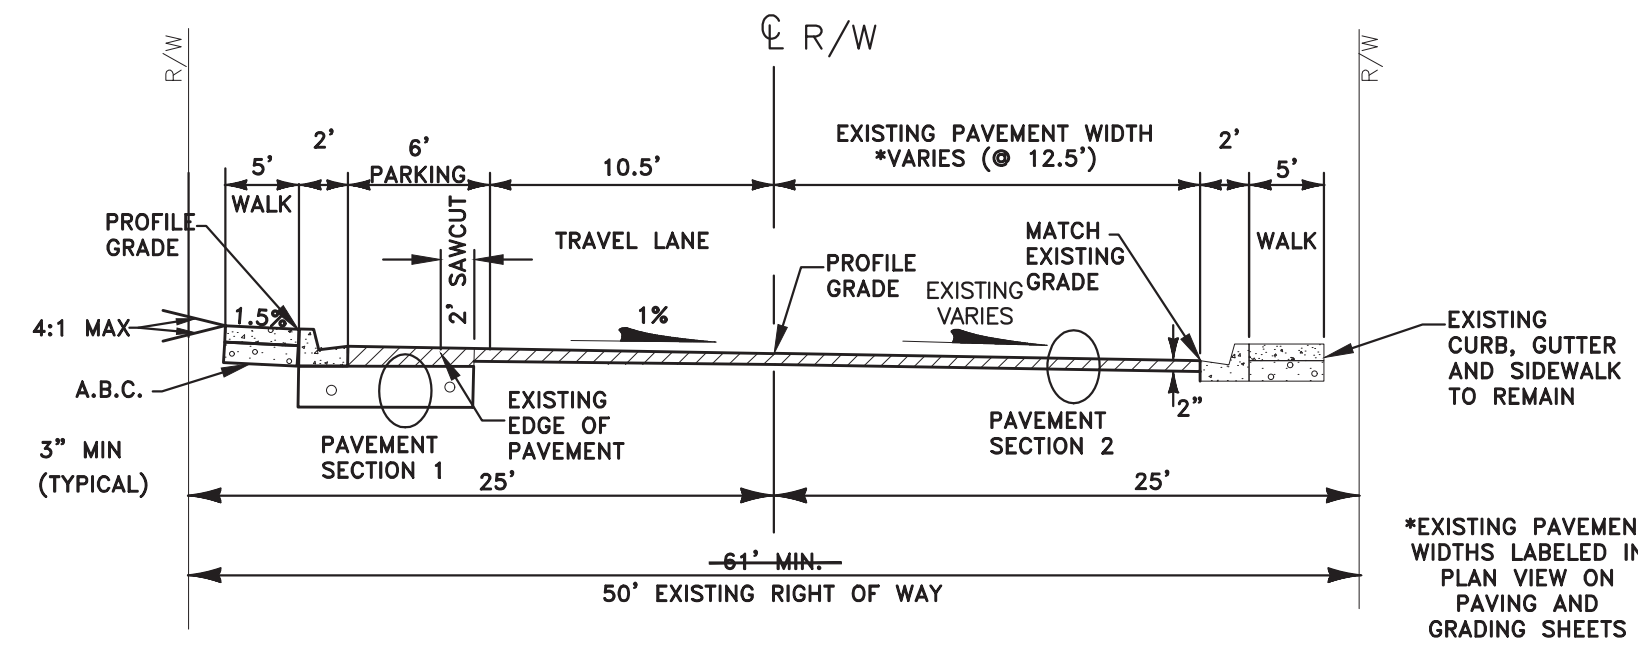 ℄ R/W
R/W
R/W
EXISTING PAVEMENT WIDTH
*VARIES (@ 12.5')
2'
6'
2'
5'
PARKING
10.5'
5'
WALK
2' SAWCUT
PROFILE
GRADE
TRAVEL LANE
MATCH
EXISTING
GRADE
WALK
PROFILE
GRADE
EXISTING
VARIES
4:1 MAX
1.5%
1%
EXISTING
CURB, GUTTER
AND SIDEWALK
TO REMAIN
A.B.C.
EXISTING
EDGE OF
PAVEMENT
2"
PAVEMENT
SECTION 1
PAVEMENT
SECTION 2
3" MIN
(TYPICAL)
25'
25'
61' MIN.
50' EXISTING RIGHT OF WAY
*EXISTING PAVEMEN
WIDTHS LABELED IN
PLAN VIEW ON
PAVING AND
GRADING SHEETS